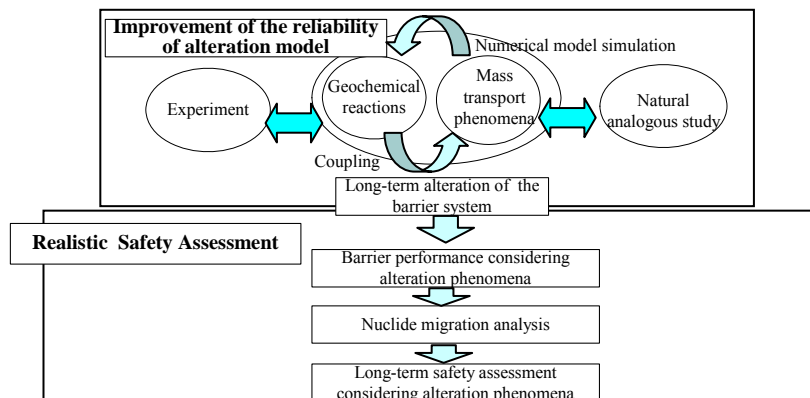 Improvement of the reliability
of alteration model
Numerical model simulation
Experiment
Geochemical
reactions
Mass
transport
phenomena
Natural
analogous study
Coupling
Long-term alteration of the
barrier system
Realistic Safety Assessment
Barrier performance considering
alteration phenomena
Nuclide migration analysis
Long-term safety assessment
considering alteration phenomena